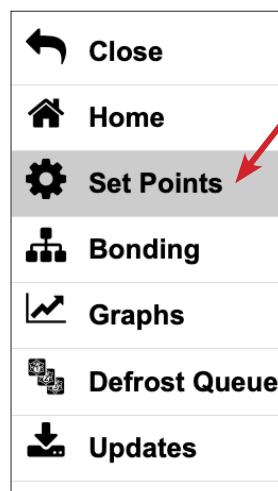 Close
Home
Set Points
Bonding
Graphs
Defrost Queue
Updates